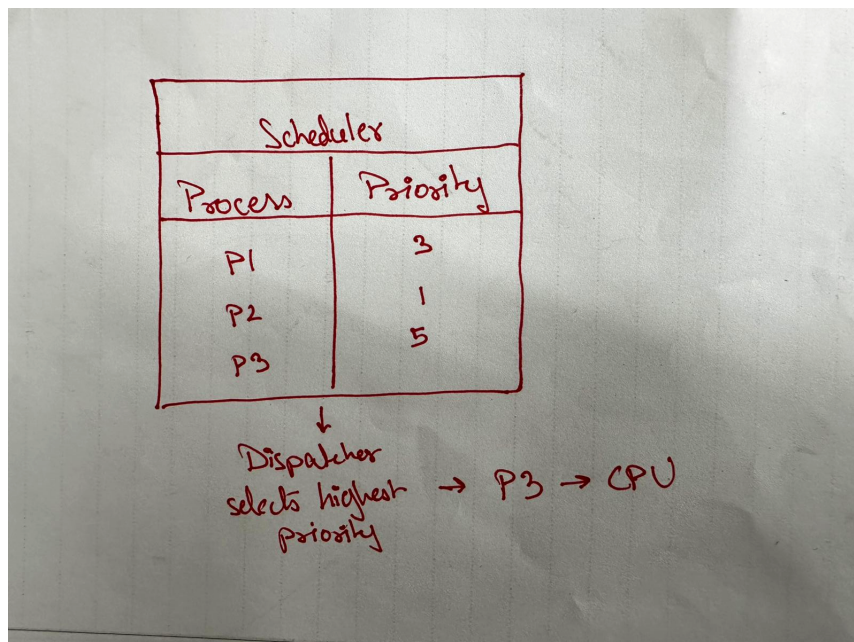 Scheduler
Process Priority
P1 3
P2 1
P3 5
↓
Dispatcher
selects highest → P3 → CPU
priority